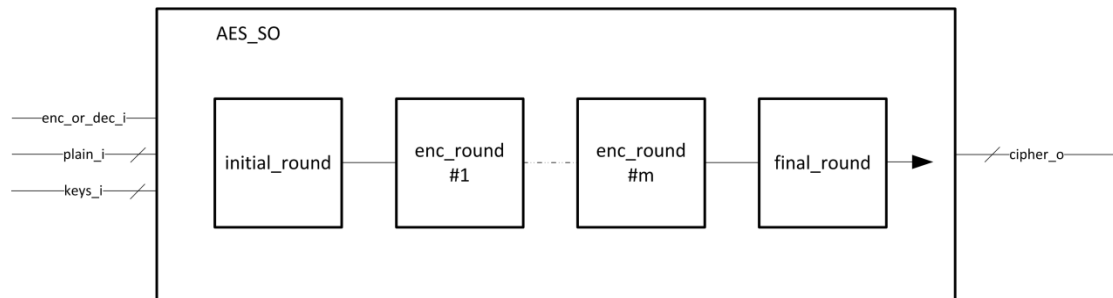 AES_SO
enc_or_dec_i
plain_i
keys_i
initial_round
enc_round
#1
enc_round
#m
final_round
cipher_o